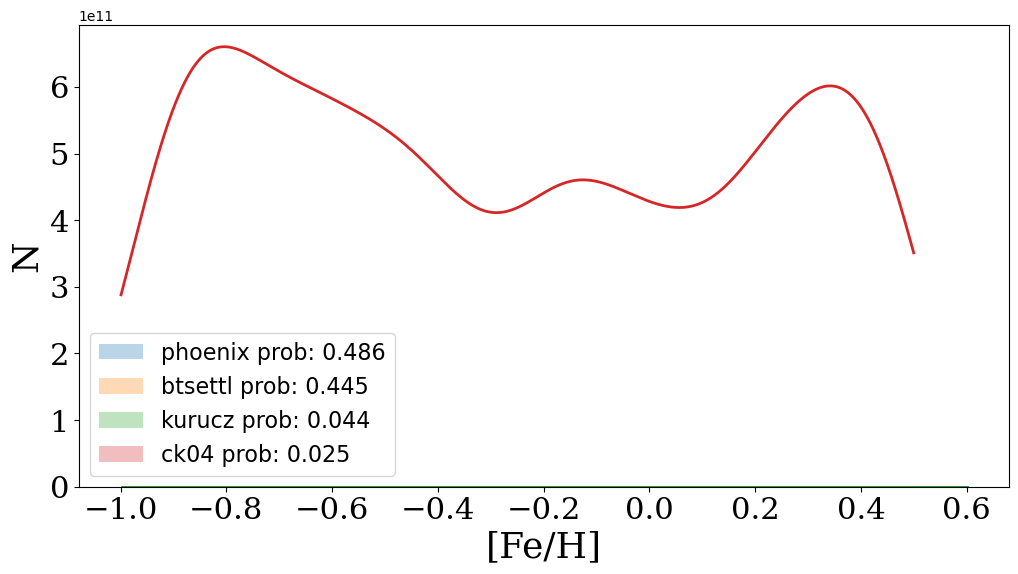 1e11
6
5
4
3
2
1
0
N
phoenix prob: 0.486
btsettl prob: 0.445
kurucz prob: 0.044
ck04 prob: 0.025
−1.0 −0.8 −0.6 −0.4 −0.2 0.0 0.2 0.4 0.6
[Fe/H]